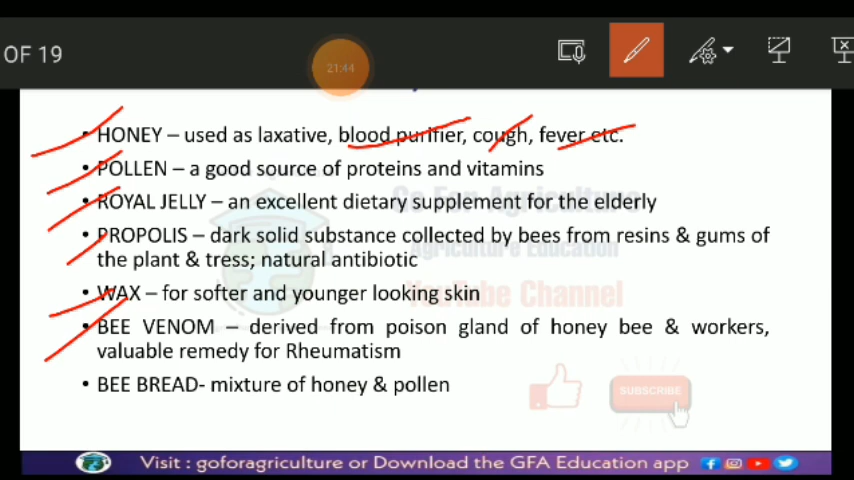 OF 19
21:44
• HONEY – used as laxative, blood purifier, cough, fever etc.
• POLLEN – a good source of proteins and vitamins
• ROYAL JELLY – an excellent dietary supplement for the elderly
• PROPOLIS – dark solid substance collected by bees from resins & gums of
the plant & tress; natural antibiotic
• WAX – for softer and younger looking skin
• BEE VENOM – derived from poison gland of honey bee & workers,
valuable remedy for Rheumatism
• BEE BREAD- mixture of honey & pollen
Go For Agriculture
Agriculture Education
YouTube Channel
SUBSCRIBE
Visit : goforagriculture or Download the GFA Education app